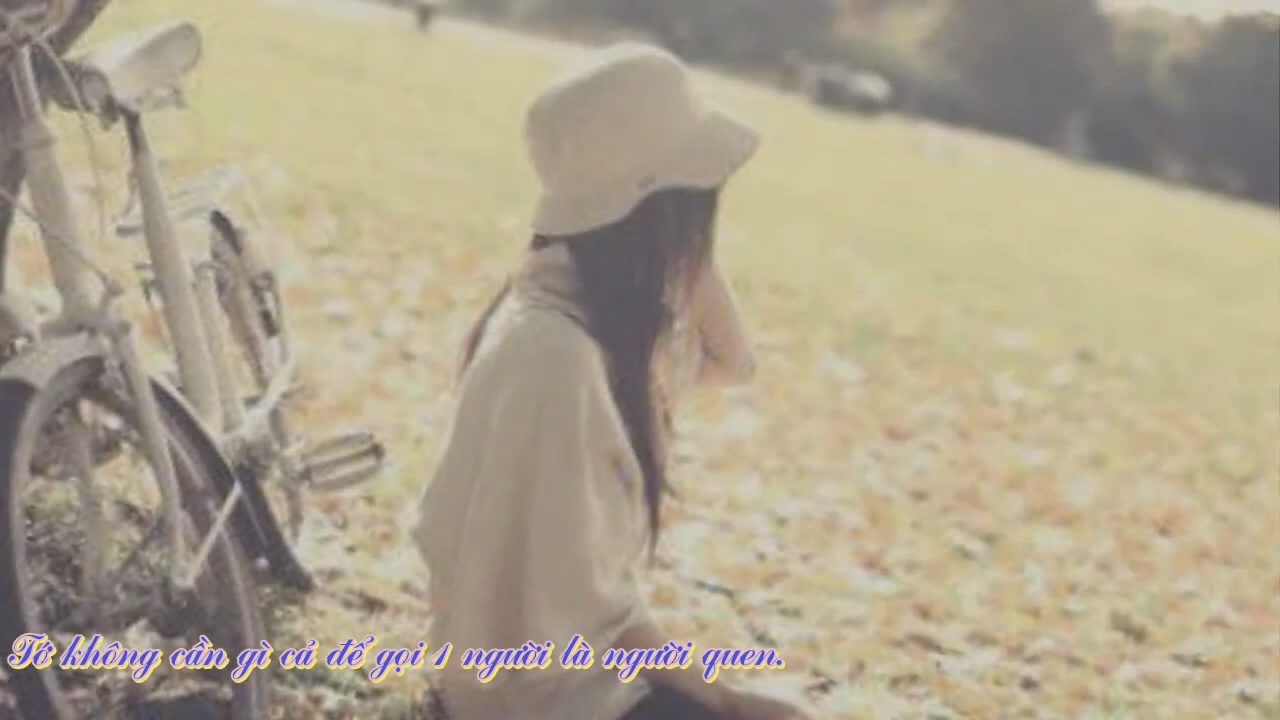 Tớ không cần gì cả để gọi 1 người là người quen.